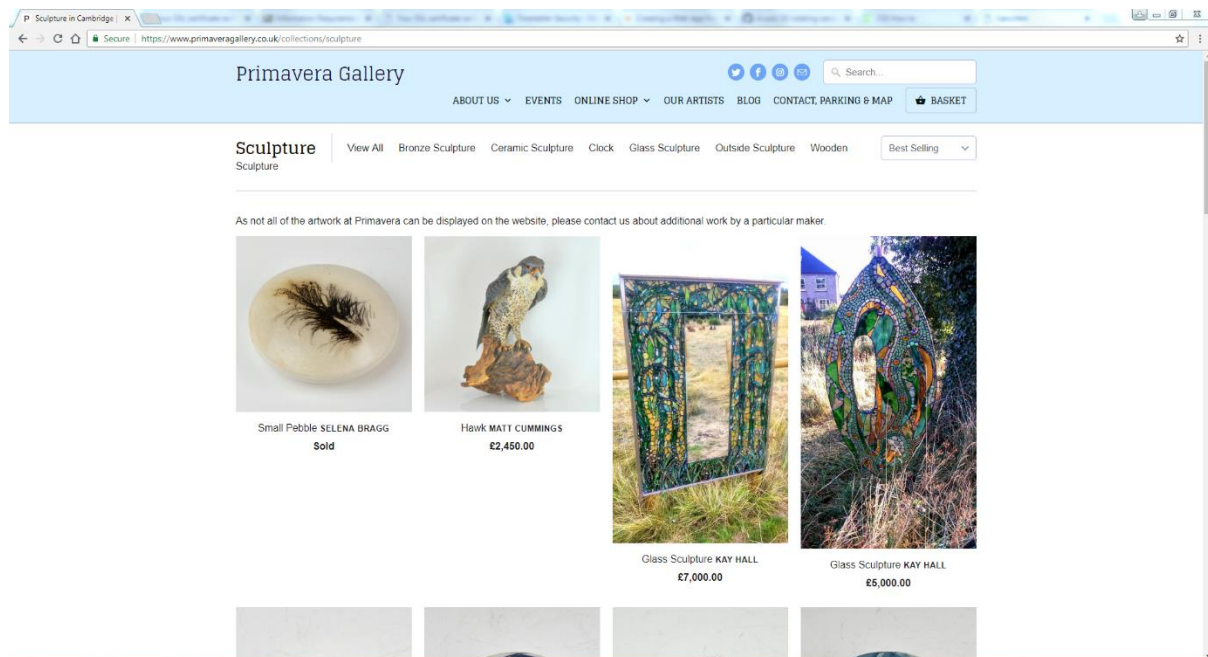 Sculpture in Cambridge |
Secure | https://www.primaveragallery.co.uk/collections/sculpture
Primavera Gallery
Search...
ABOUT US EVENTS ONLINE SHOP OUR ARTISTS BLOG CONTACT, PARKING & MAP BASKET
Sculpture View All Bronze Sculpture Ceramic Sculpture Clock Glass Sculpture Outside Sculpture Wooden Best Selling
Sculpture
As not all of the artwork at Primavera can be displayed on the website, please contact us about additional work by a particular maker.
Small Pebble SELENA BRAGG
Sold
Hawk MATT CUMMINGS
£2,450.00
Glass Sculpture KAY HALL
£7,000.00
Glass Sculpture KAY HALL
£5,000.00